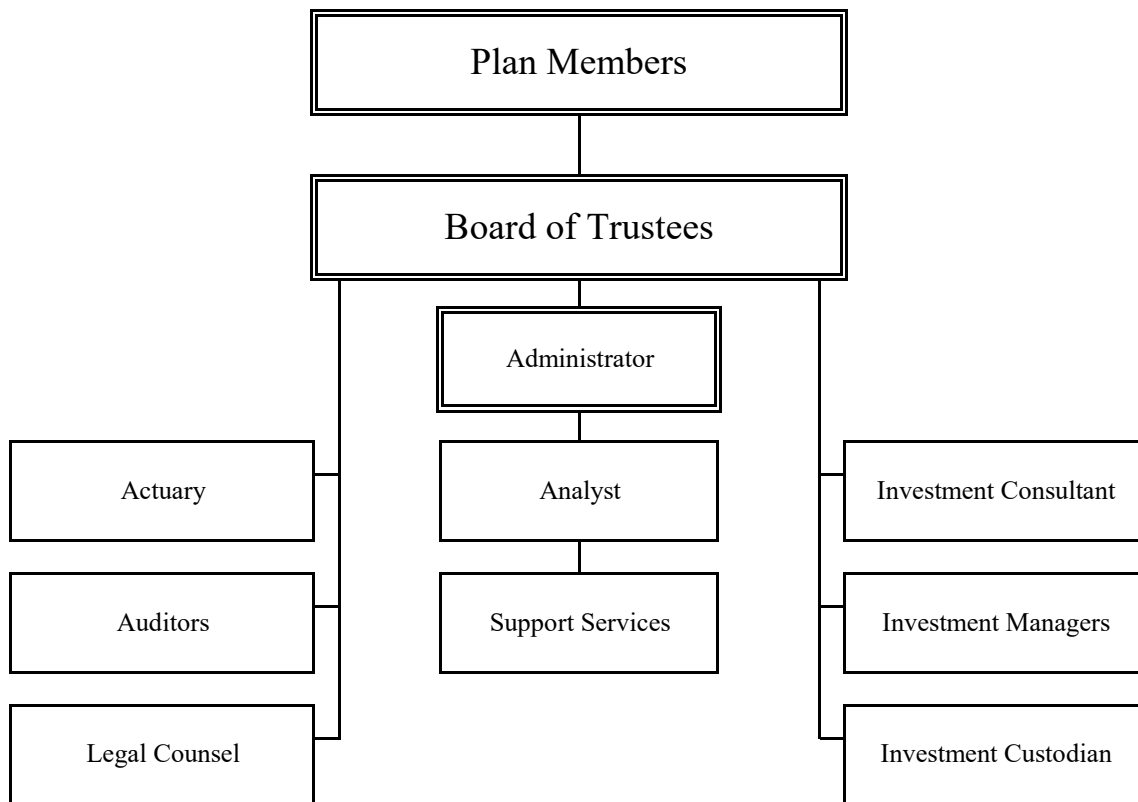 Plan Members
Board of Trustees
Administrator
Actuary
Analyst
Investment Consultant
Auditors
Support Services
Investment Managers
Legal Counsel
Investment Custodian